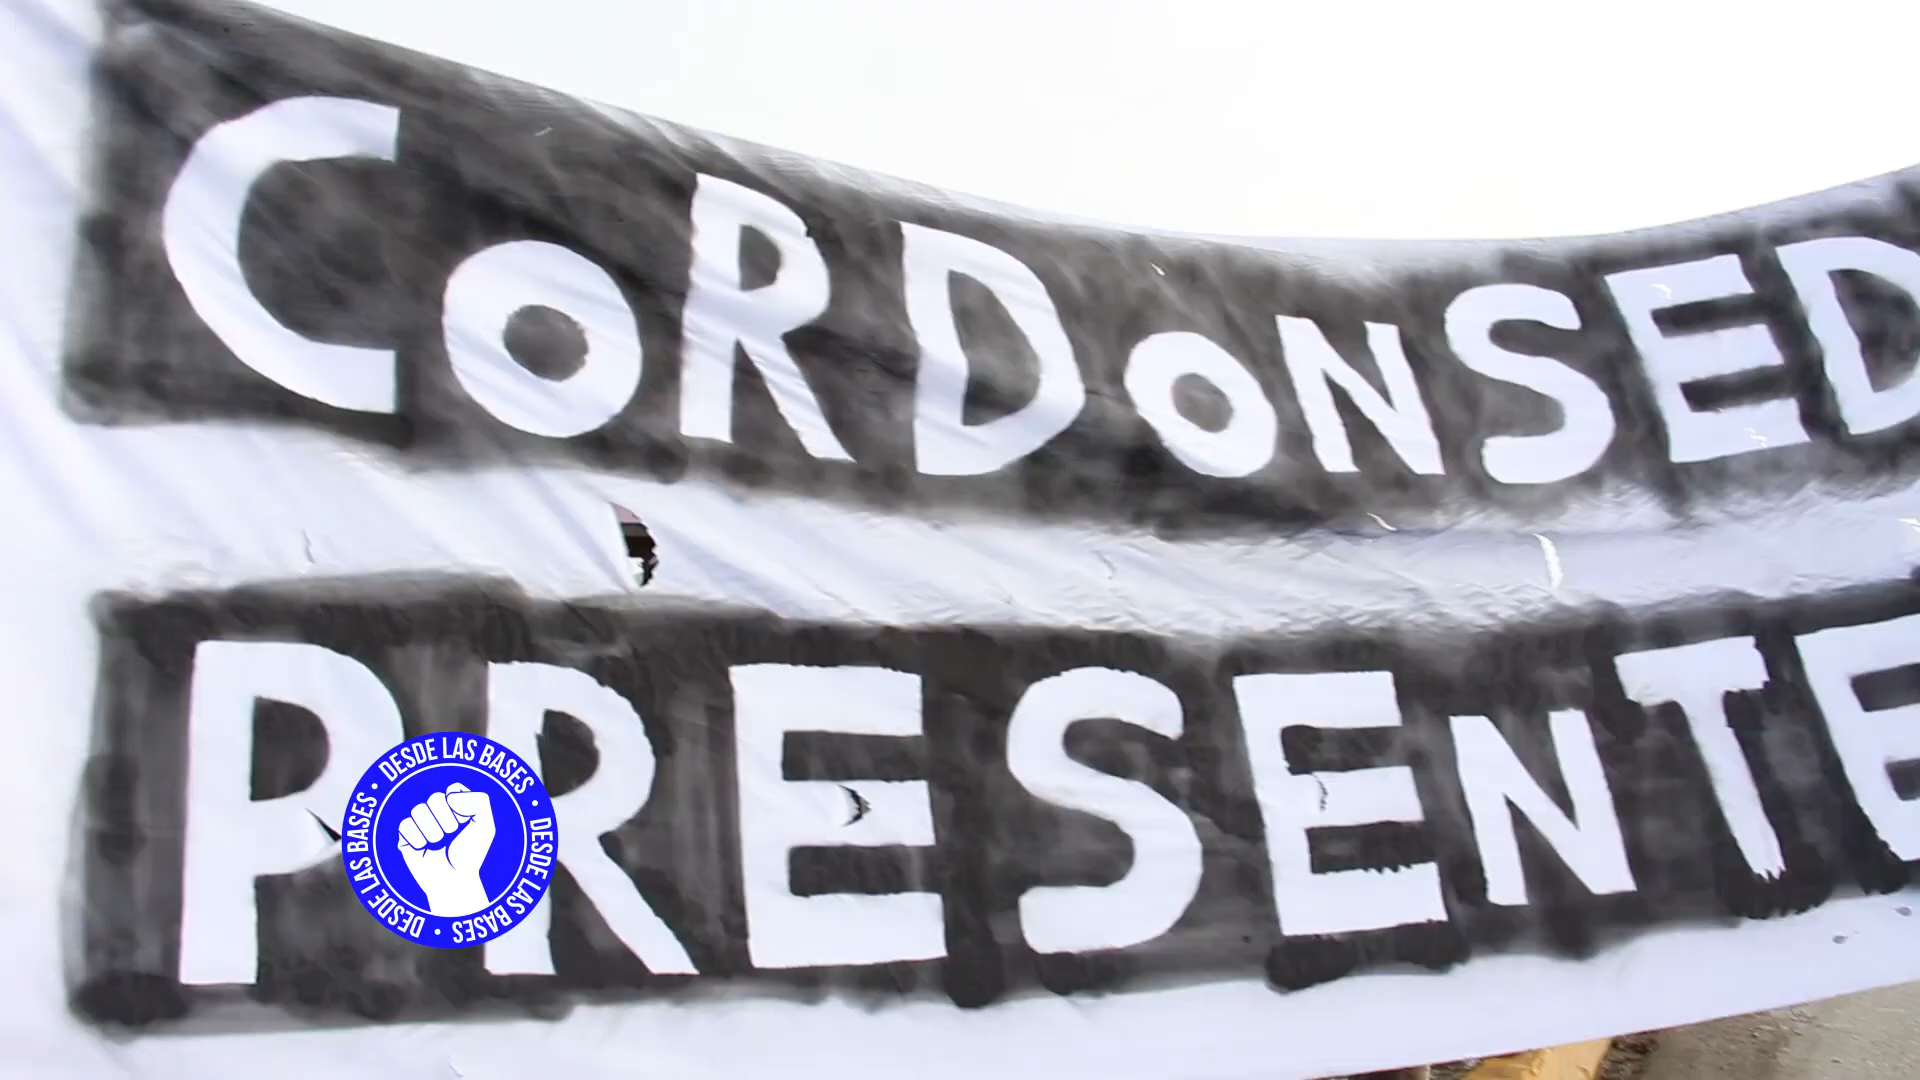 CoRDoNSED
PRESENTE
DESDE LAS BASES · DESDE LAS BASES · DESDE LAS BASES ·